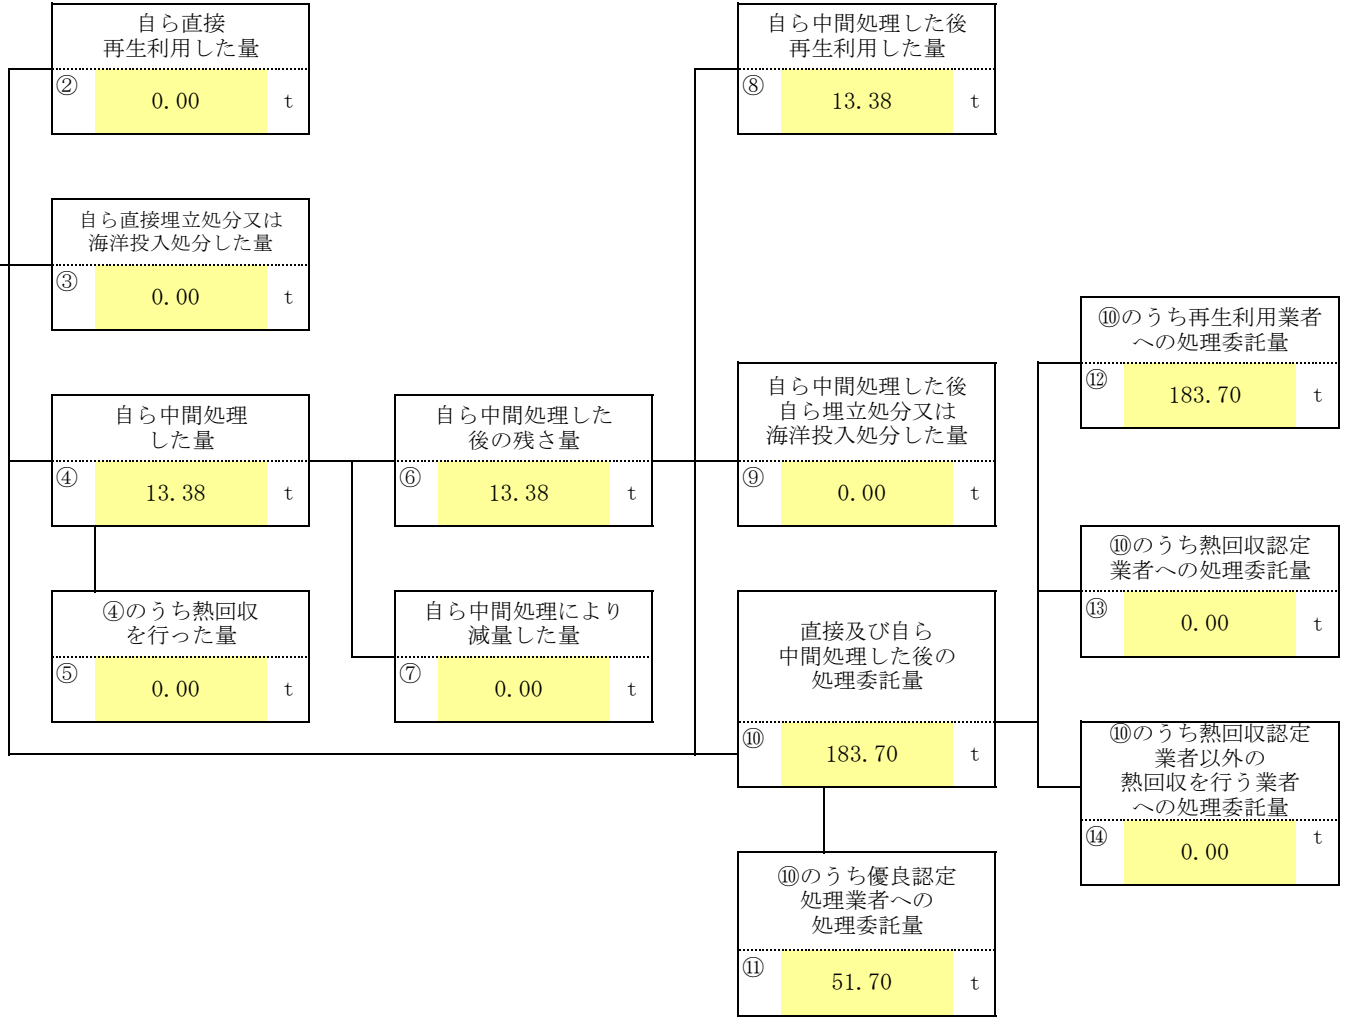 自ら直接
再生利用した量
②
0.00
t
自ら直接埋立処分又は
海洋投入処分した量
③
0.00
t
自ら中間処理
した量
④
13.38
t
④のうち熱回収
を行った量
⑤
0.00
t
自ら中間処理した
後の残さ量
⑥
13.38
t
自ら中間処理により
減量した量
⑦
0.00
t
自ら中間処理した後
再生利用した量
⑧
13.38
t
自ら中間処理した後
自ら埋立処分又は
海洋投入処分した量
⑨
0.00
t
直接及び自ら
中間処理した後の
処理委託量
⑩
183.70
t
⑩のうち優良認定
処理業者への
処理委託量
⑪
51.70
t
⑩のうち再生利用業者
への処理委託量
⑫
183.70
t
⑩のうち熱回収認定
業者への処理委託量
⑬
0.00
t
⑩のうち熱回収認定
業者以外の
熱回収を行う業者
への処理委託量
⑭
0.00
t